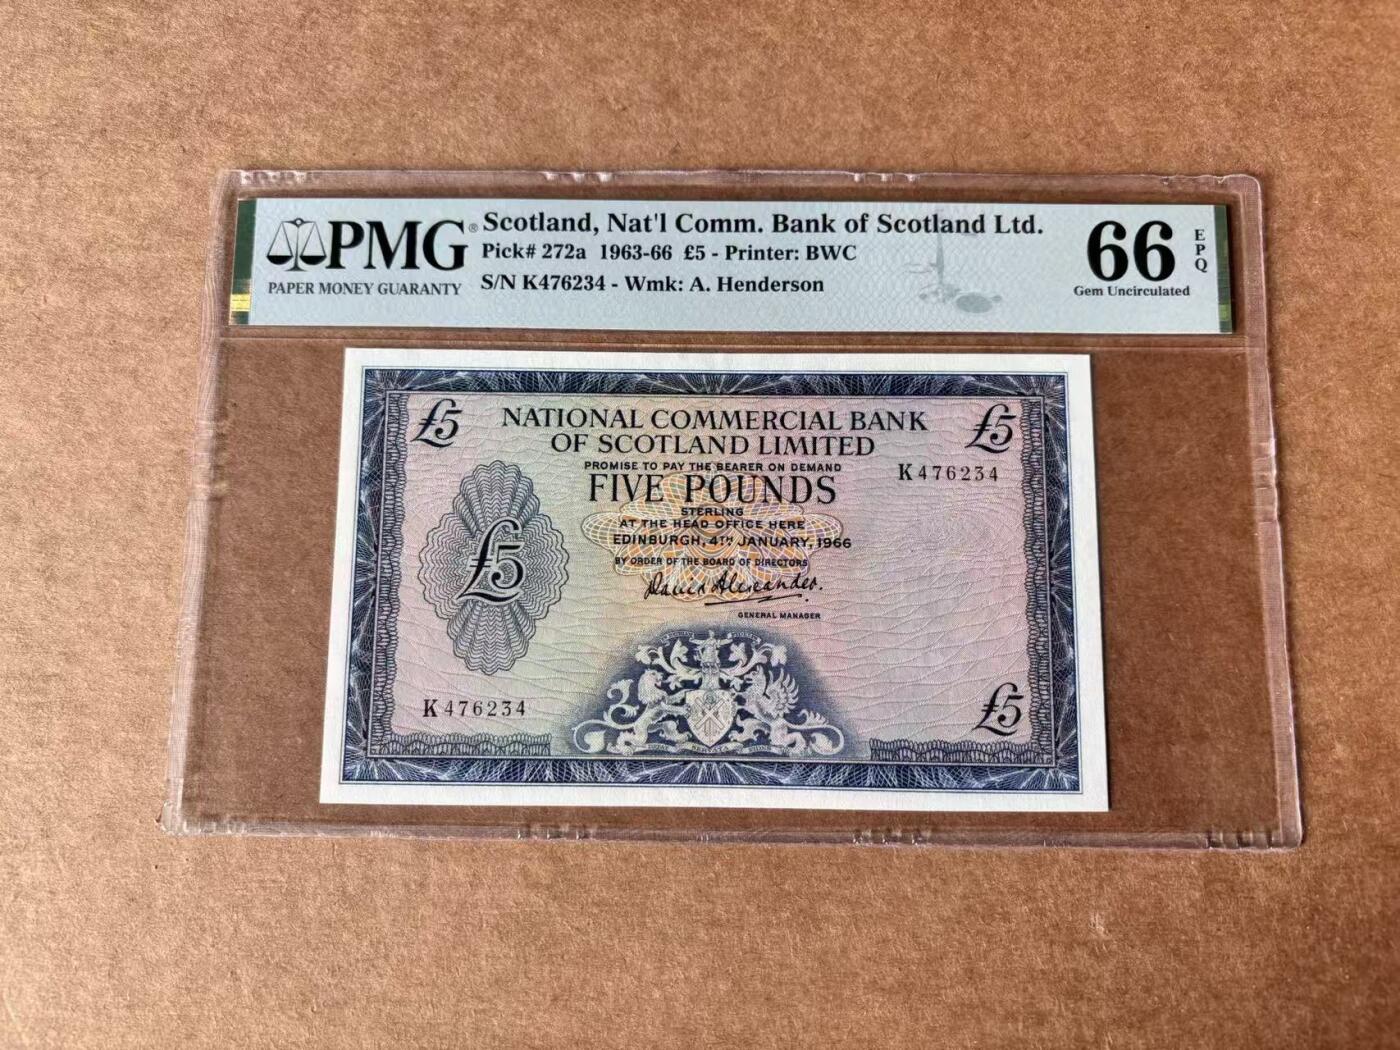 PMG®
PAPER MONEY GUARANTY
Scotland, Nat'l Comm. Bank of Scotland Ltd.
Pick# 272a 1963-66 £5 - Printer: BWC
S/N K476234 - Wmk: A. Henderson
66
EPQ
Gem Uncirculated
£5
£5
NATIONAL COMMERCIAL BANK
OF SCOTLAND LIMITED
PROMISE TO PAY THE BEARER ON DEMAND
K476234
FIVE POUNDS
STERLING
AT THE HEAD OFFICE HERE
EDINBURGH, 4TH JANUARY, 1966
BY ORDER OF THE BOARD OF DIRECTORS
David Alexander.
GENERAL MANAGER
£5
K476234
£5